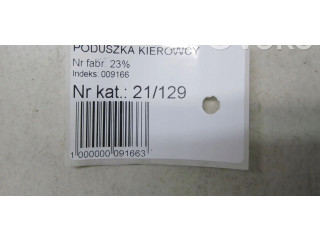 PODUSZKA KIEROWCY
Nr fabr. 23%
Indeks: 009166
Nr kat.: 21/129
1 000000 091663